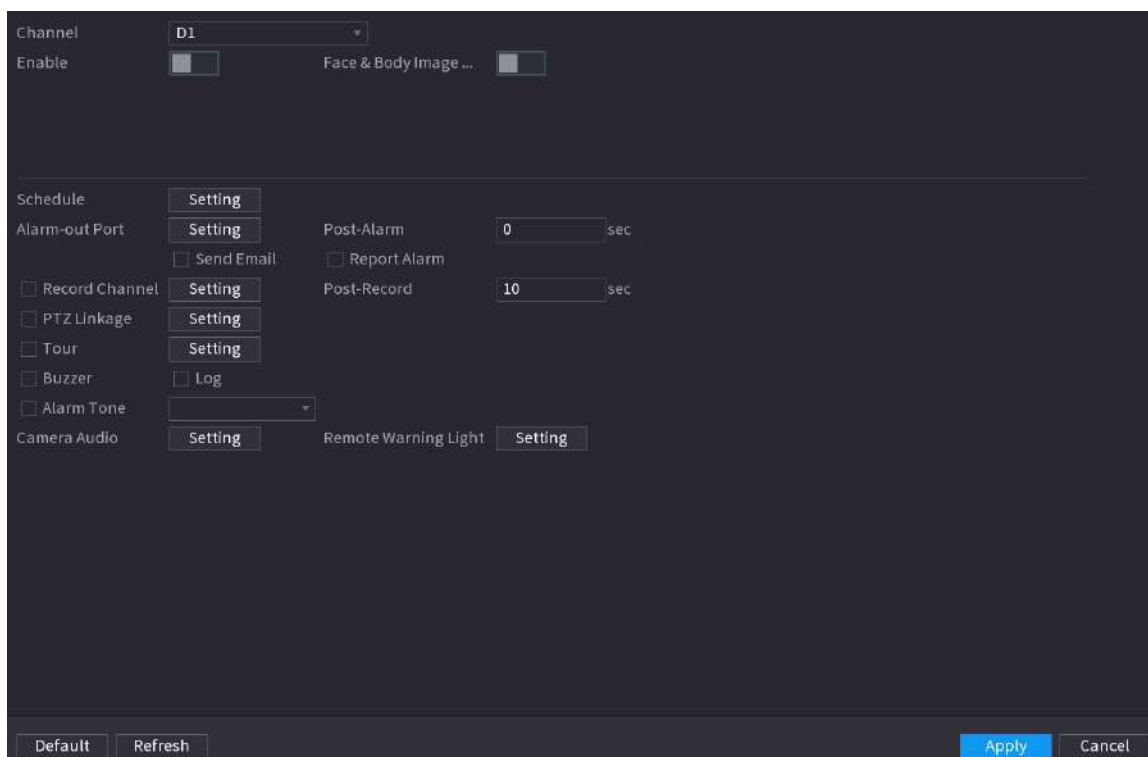 Channel D1
Enable Face & Body Image ...
Schedule Setting
Alarm-out Port Setting Post-Alarm 0 sec
Send Email Report Alarm
Record Channel Setting Post-Record 10 sec
PTZ Linkage Setting
Tour Setting
Buzzer Log
Alarm Tone
Camera Audio Setting Remote Warning Light Setting
Default Refresh Apply Cancel